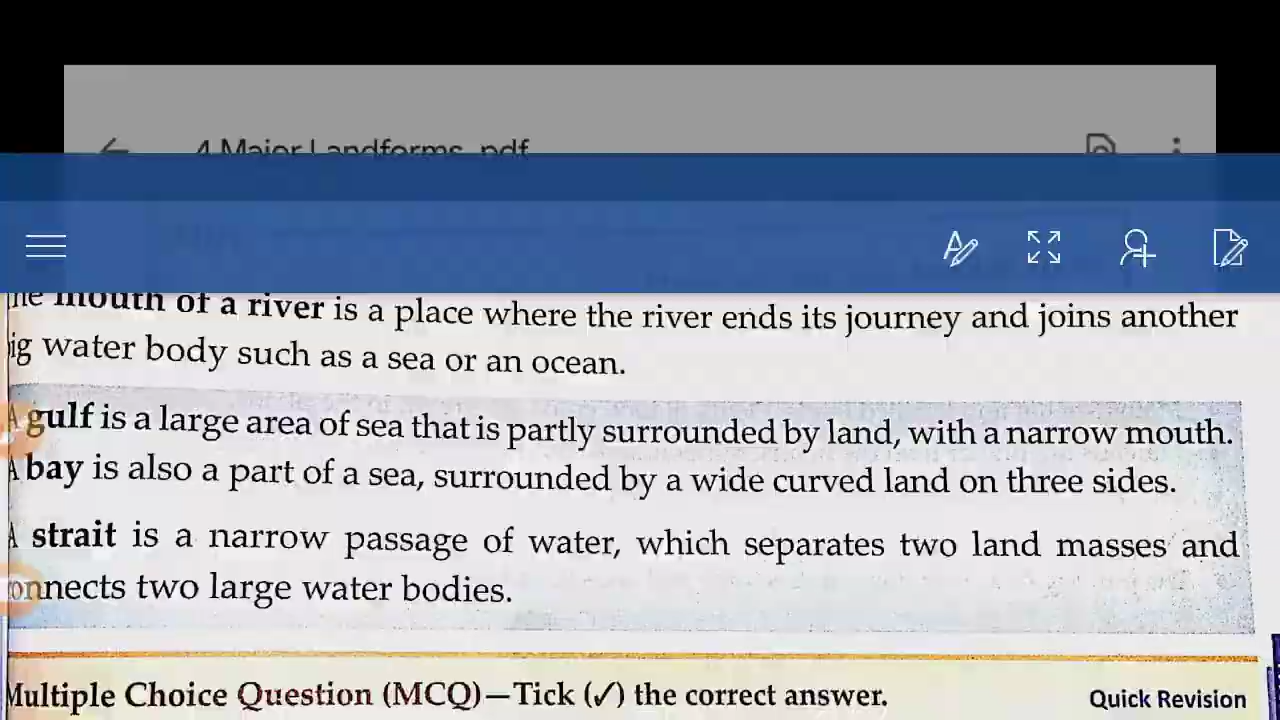 4 Major Landforms .pdf
mouth of a river is a place where the river ends its journey and joins another
water body such as a sea or an ocean.
A gulf is a large area of sea that is partly surrounded by land, with a narrow mouth.
A bay is also a part of a sea, surrounded by a wide curved land on three sides.
A strait is a narrow passage of water, which separates two land masses and
onnects two large water bodies.
Multiple Choice Question (MCQ)—Tick (✓) the correct answer.
Quick Revision